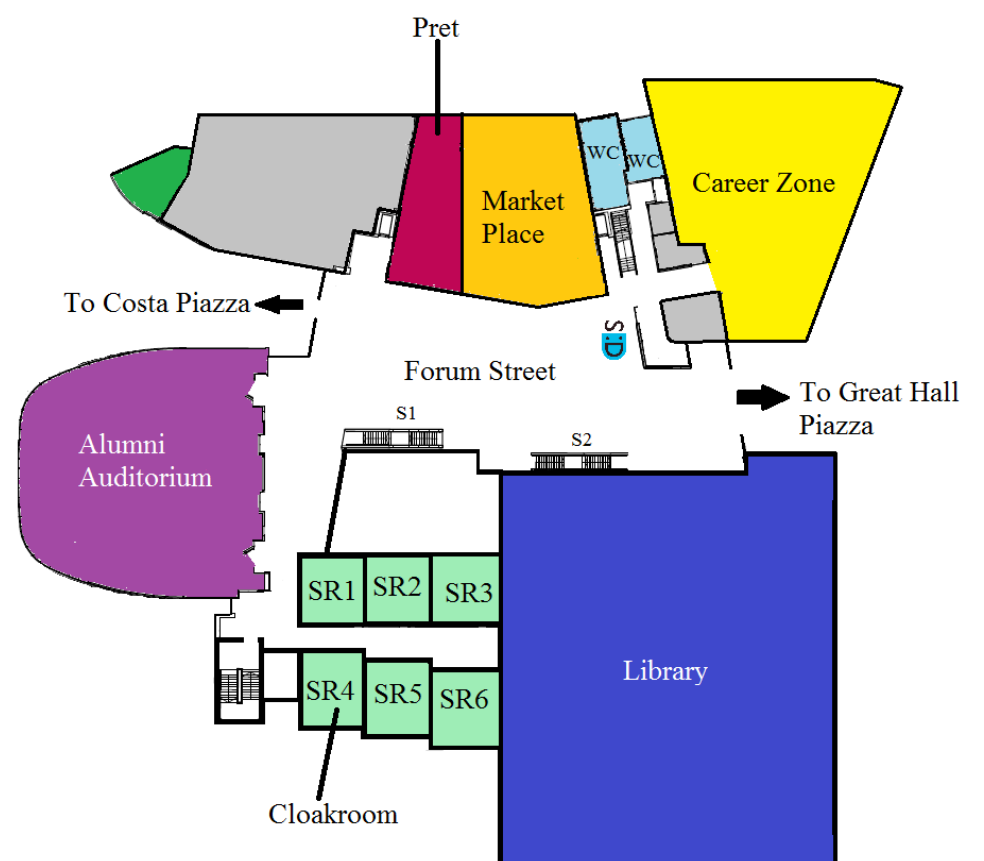 Pret
WC
WC
Career Zone
Market
Place
To Costa Piazza
S:D
Forum Street
To Great Hall
Piazza
S1
S2
Alumni
Auditorium
SR1
SR2
SR3
Library
SR4
SR5
SR6
Cloakroom